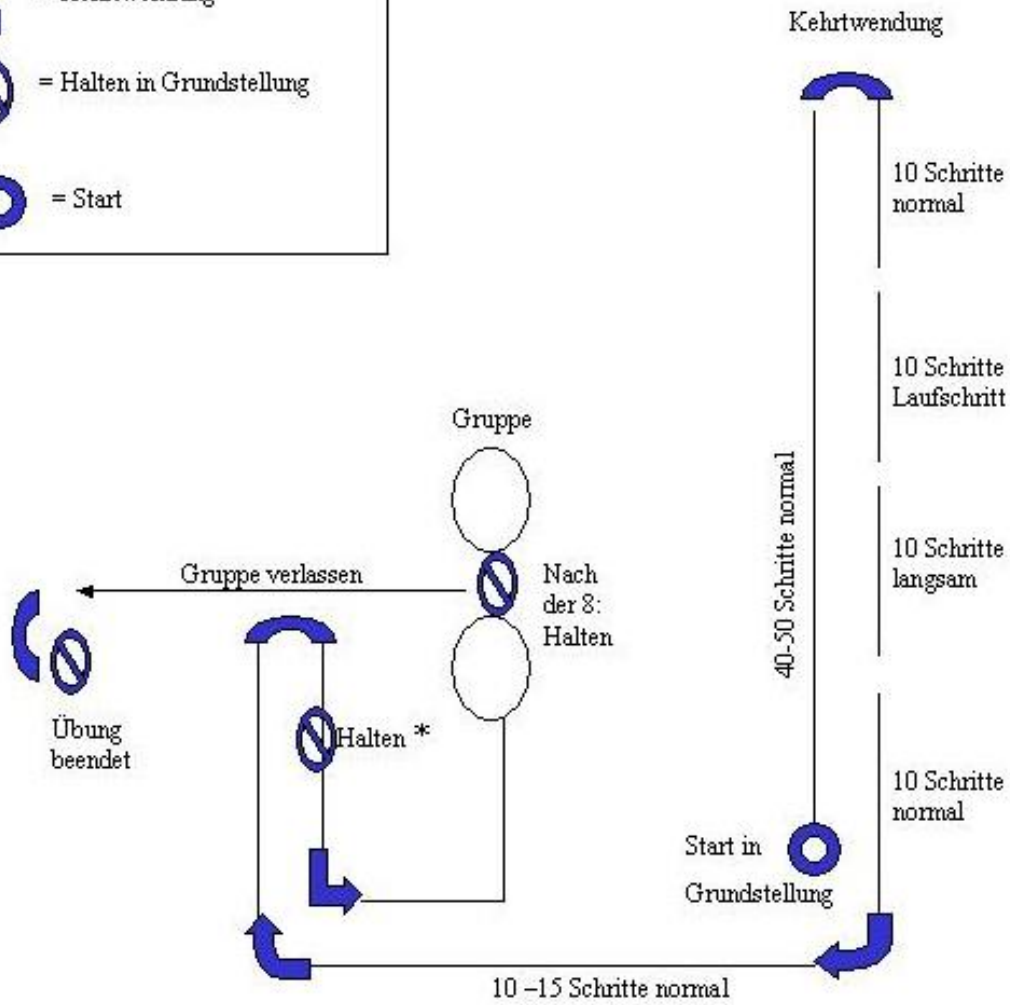 = Halten in Grundstellung
= Start
Kehrtwendung
10 Schritte
normal
10 Schritte
Laufschritt
10 Schritte
langsam
10 Schritte
normal
40-50 Schritte normal
Start in
Grundstellung
10 –15 Schritte normal
Gruppe
Nach
der 8:
Halten
Gruppe verlassen
Halten *
Übung
beendet